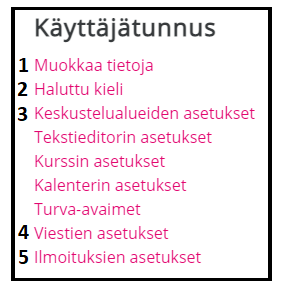 Käyttäjätunnus
1 Muokkaa tietoja
2 Haluttu kieli
3 Keskustelualueiden asetukset
Tekstieditorin asetukset
Kurssin asetukset
Kalenterin asetukset
Turva-avaimet
4 Viestien asetukset
5 Ilmoituksien asetukset